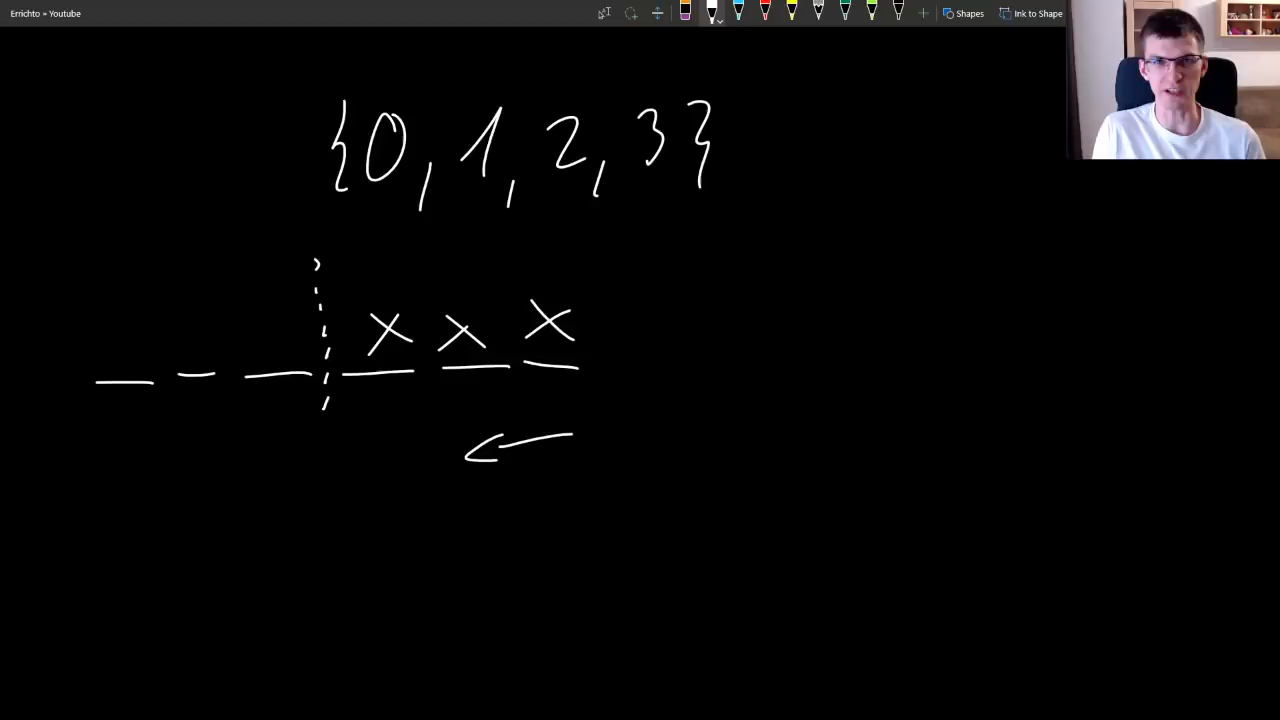 Errichto » Youtube
Shapes
Ink to Shape
{0, 1, 2, 3}
x x x